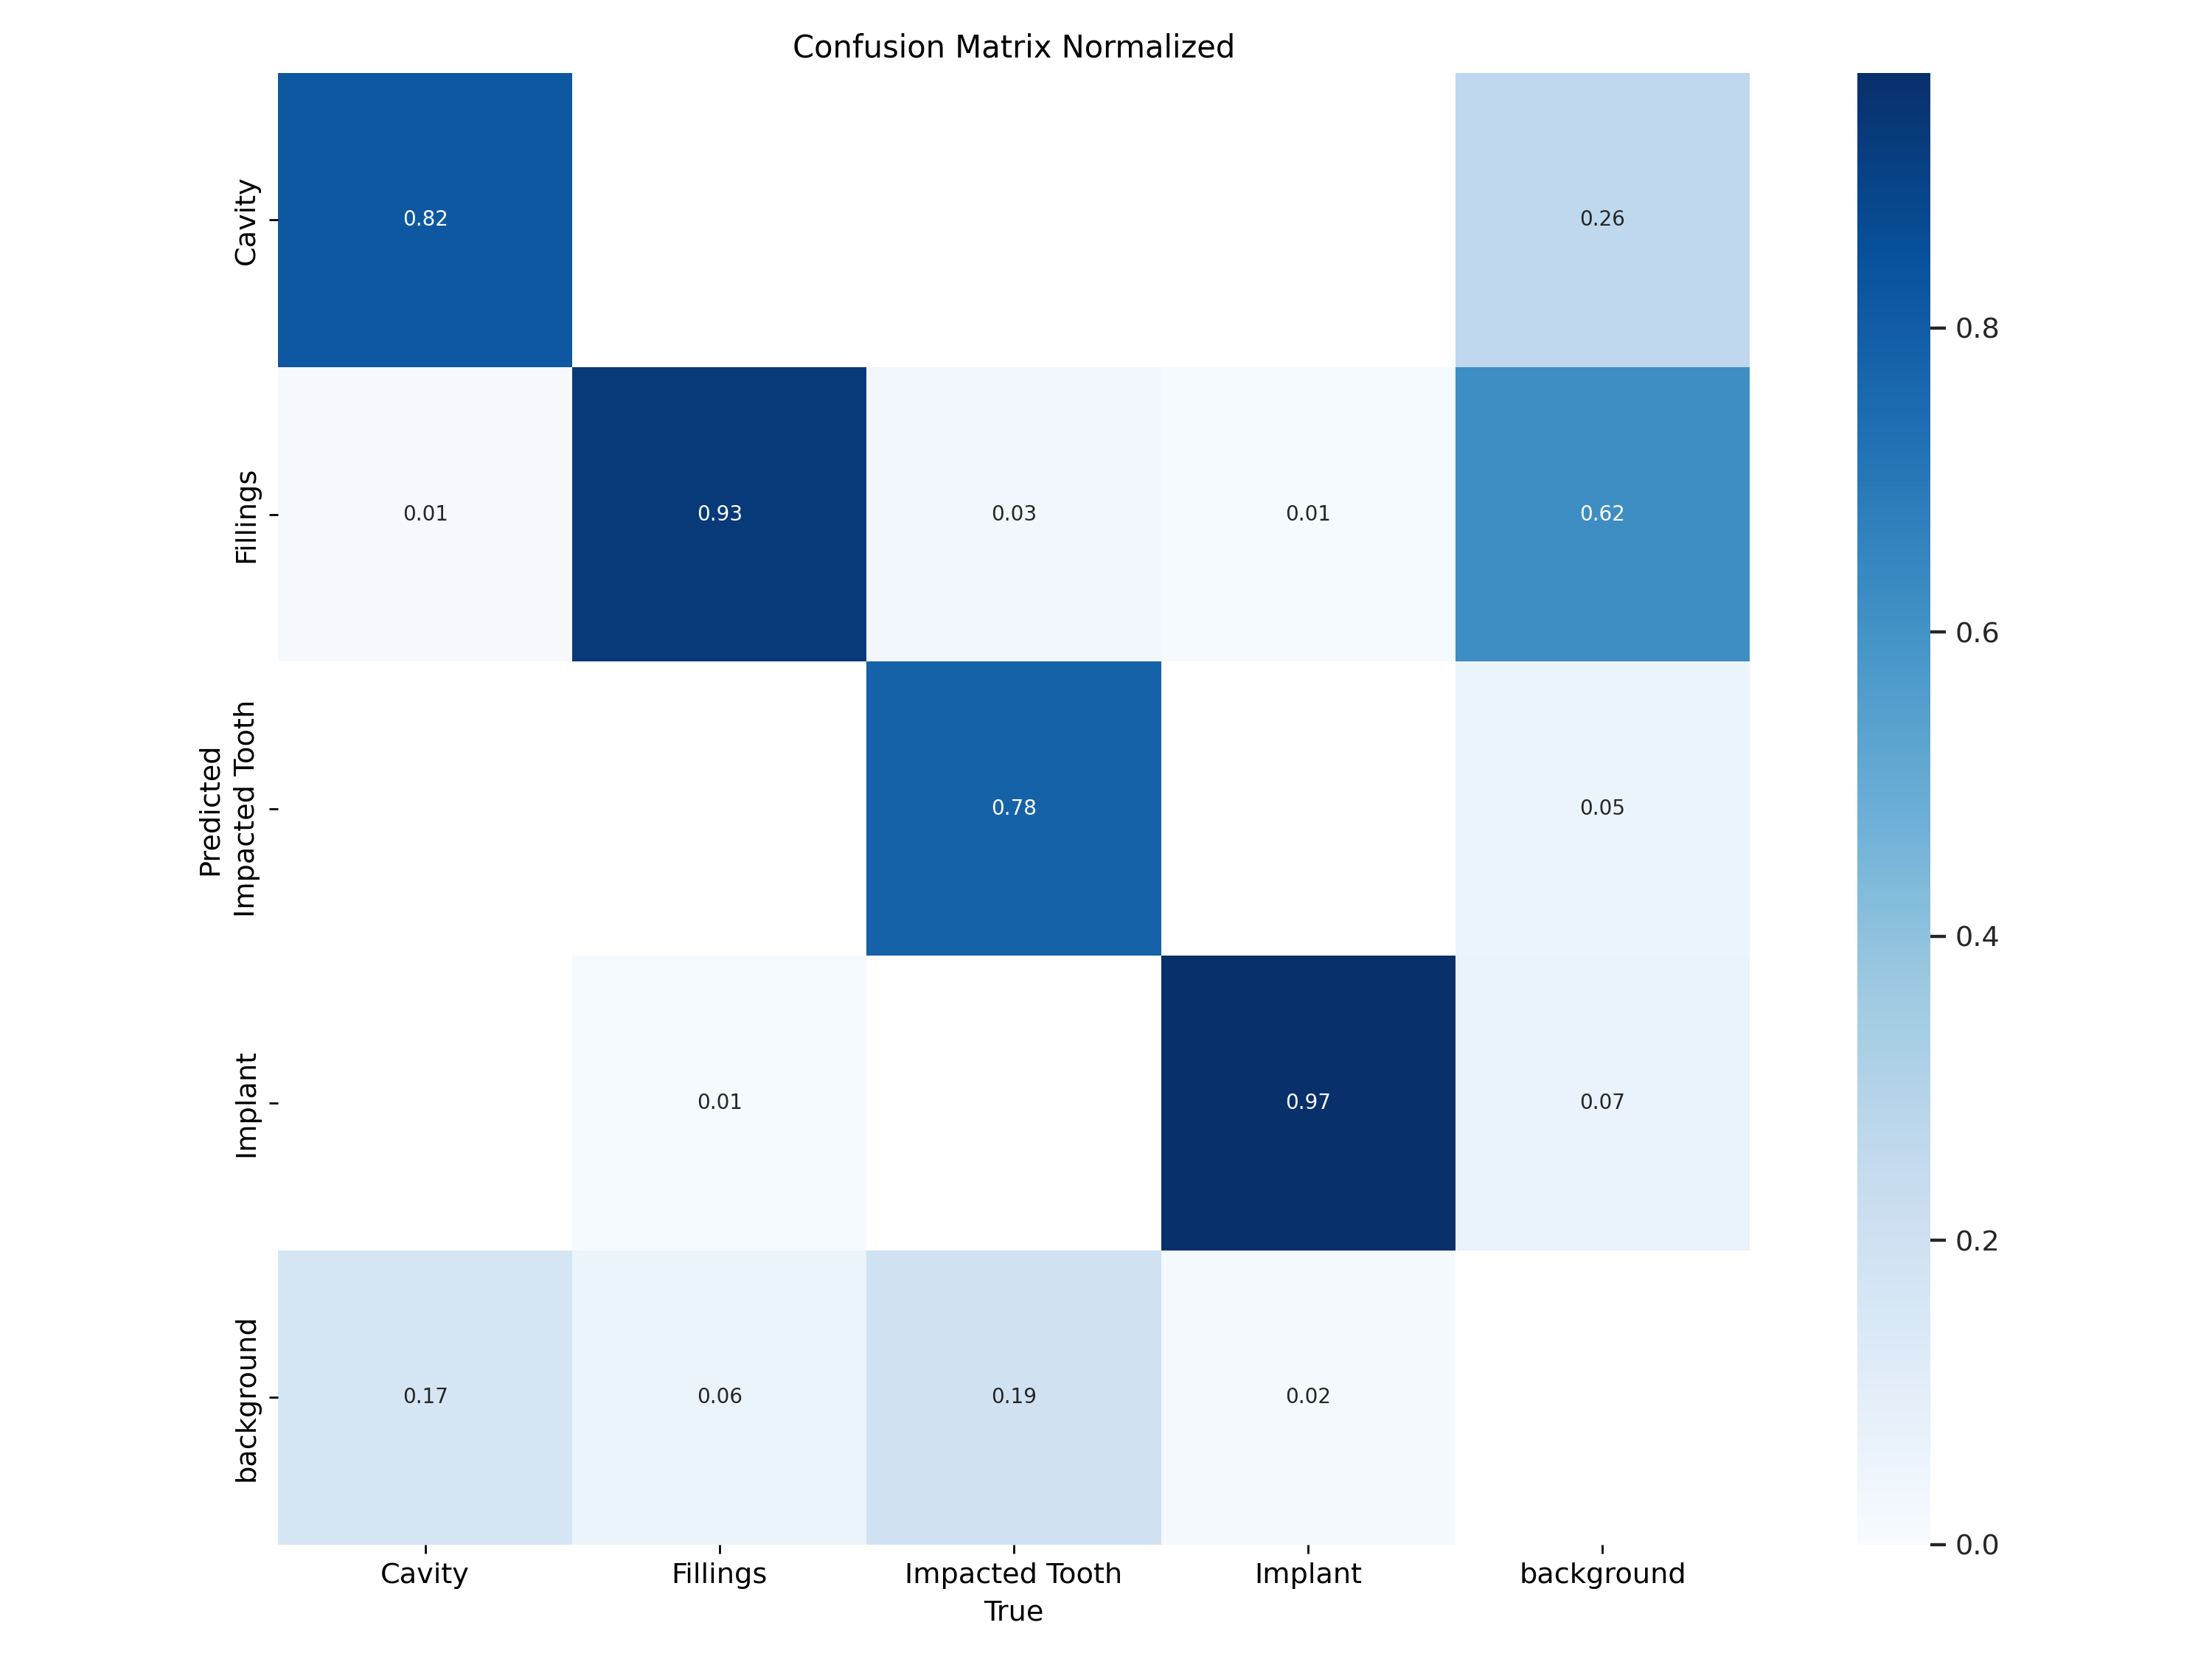 Confusion Matrix Normalized
Predicted
Cavity
0.82
0.26
Fillings
0.01
0.93
0.03
0.01
0.62
Impacted Tooth
0.78
0.05
Implant
0.01
0.97
0.07
background
0.17
0.06
0.19
0.02
Cavity
Fillings
Impacted Tooth
Implant
background
True
0.8
0.6
0.4
0.2
0.0